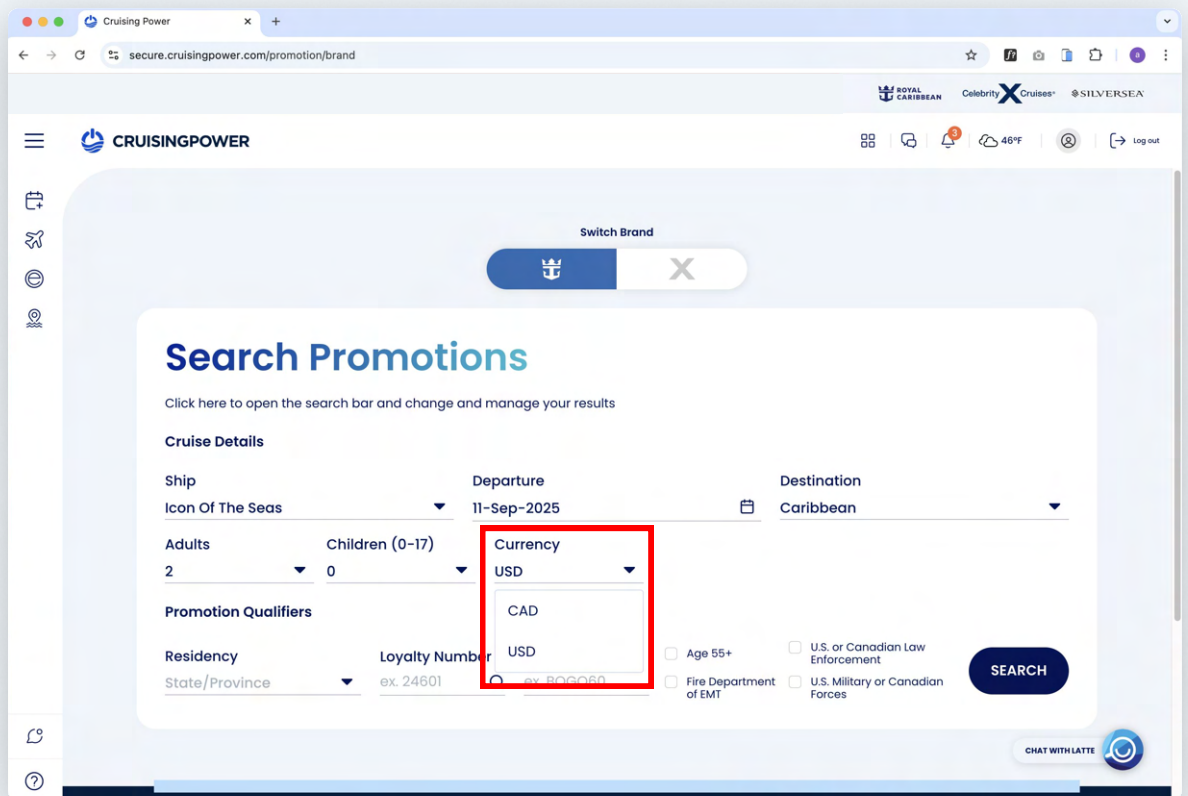 Cruising Power
secure.cruisingpower.com/promotion/brand
ROYAL
CARIBBEAN
Celebrity X Cruises®
SILVERSEA
CRUISINGPOWER
3
46°F
Log out
Switch Brand
X
Search Promotions
Click here to open the search bar and change and manage your results
Cruise Details
Ship
Departure
Destination
Icon Of The Seas
11-Sep-2025
Caribbean
Adults
Children (0-17)
Currency
2
0
USD
CAD
USD
Promotion Qualifiers
Residency
Loyalty Number
State/Province
ex. 24601
ex. BOGO60
Age 55+
Fire Department
of EMT
U.S. or Canadian Law
Enforcement
U.S. Military or Canadian
Forces
SEARCH
CHAT WITH LATTE